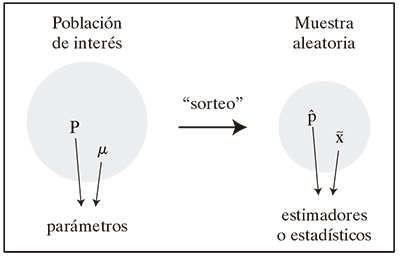 Población
de interés
Muestra
aleatoria
“sorteo”
P
μ
p̂
x̃
parámetros
estimadores
o estadísticos